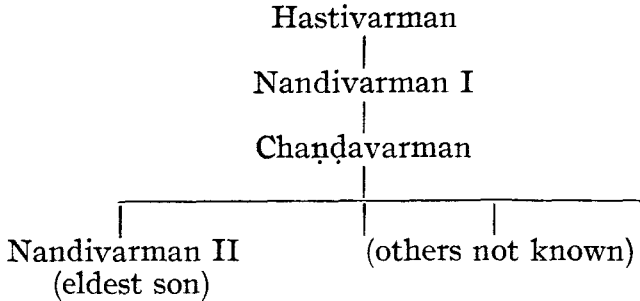 Hastivarman
Nandivarman I
Chaṇḍavarman
Nandivarman II (others not known)
(eldest son)